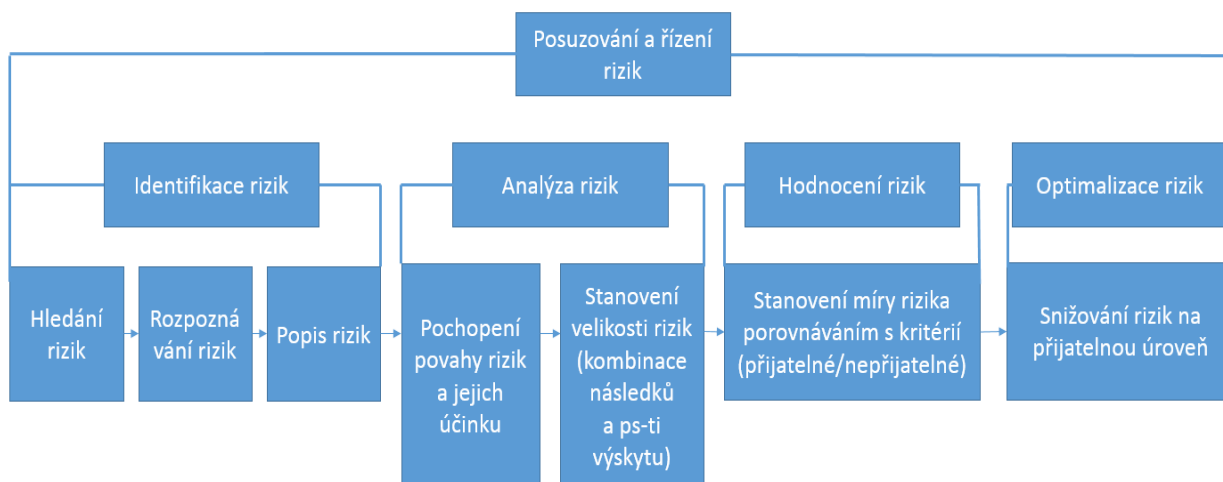 Posuzování a řízení
rizik
Identifikace rizik
Analýza rizik
Hodnocení rizik
Optimalizace rizik
Hledání
rizik
Rozpozná
vání rizik
Popis rizik
Pochopení
povahy rizik
a jejich
účinku
Stanovení
velikosti rizik
(kombinace
následků
a ps-ti
výskytu)
Stanovení míry rizika
porovnáváním s kritérií
(přijatelné/nepřijatelné)
Snižování rizik na
přijatelnou úroveň